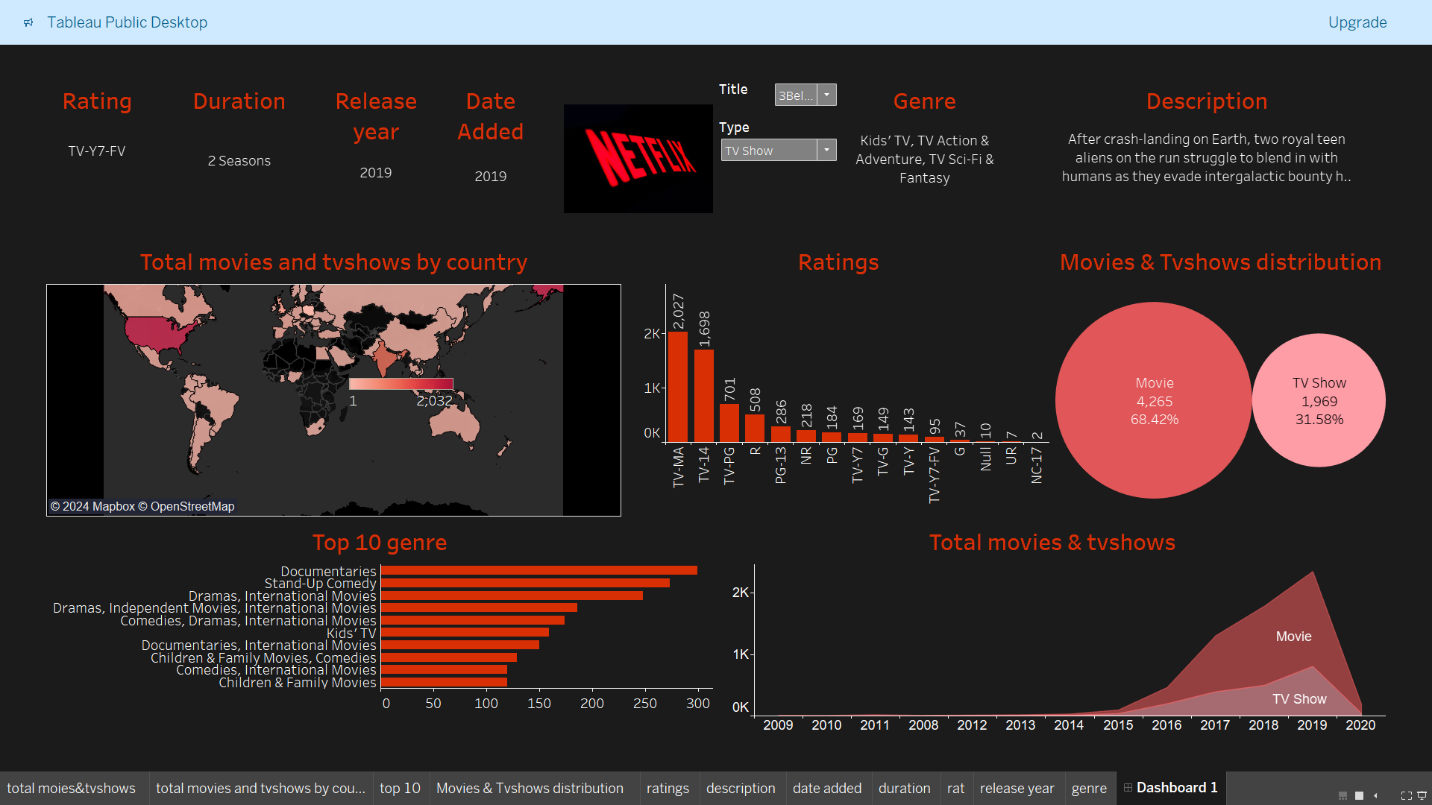 Tableau Public Desktop
Upgrade
Rating
TV-Y7-FV
Duration
2 Seasons
Release
year
2019
Date
Added
2019
NETFLIX
Title
3Bel...
Type
TV Show
Genre
Kids' TV, TV Action &
Adventure, TV Sci-Fi &
Fantasy
Description
After crash-landing on Earth, two royal teen
aliens on the run struggle to blend in with
humans as they evade intergalactic bounty h..
Total movies and tvshows by country
1
2,032
© 2024 Mapbox © OpenStreetMap
Ratings
2K
1K
0K
2,027
1,698
701
508
286
218
184
169
149
143
95
37
10
7
2
TV-MA
TV-14
TV-PG
R
PG-13
NR
PG
TV-Y7
TV-G
TV-Y
TV-Y7-FV
G
Null
UR
NC-17
Movies & Tvshows distribution
Movie
4,265
68.42%
TV Show
1,969
31.58%
Top 10 genre
Documentaries
Stand-Up Comedy
Dramas, International Movies
Dramas, Independent Movies, International Movies
Comedies, Dramas, International Movies
Kids' TV
Documentaries, International Movies
Children & Family Movies, Comedies
Comedies, International Movies
Children & Family Movies
0 50 100 150 200 250 300
Total movies & tvshows
2K
1K
0K
Movie
TV Show
2009 2010 2011 2008 2012 2013 2014 2015 2016 2017 2018 2019 2020
total moies&tvshows
total movies and tvshows by cou...
top 10
Movies & Tvshows distribution
ratings
description
date added
duration
rat
release year
genre
Dashboard 1